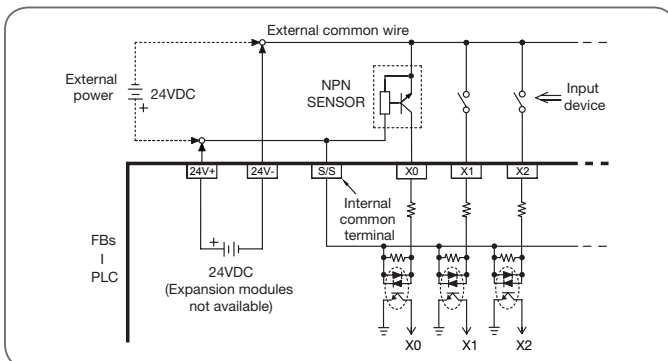 External common wire
External
power
24VDC
+
NPN
SENSOR
Input
device
24V+
24V-
S/S
X0
X1
X2
Internal
common
terminal
FBs
I
PLC
+
24VDC
(Expansion modules
not available)
X0
X1
X2